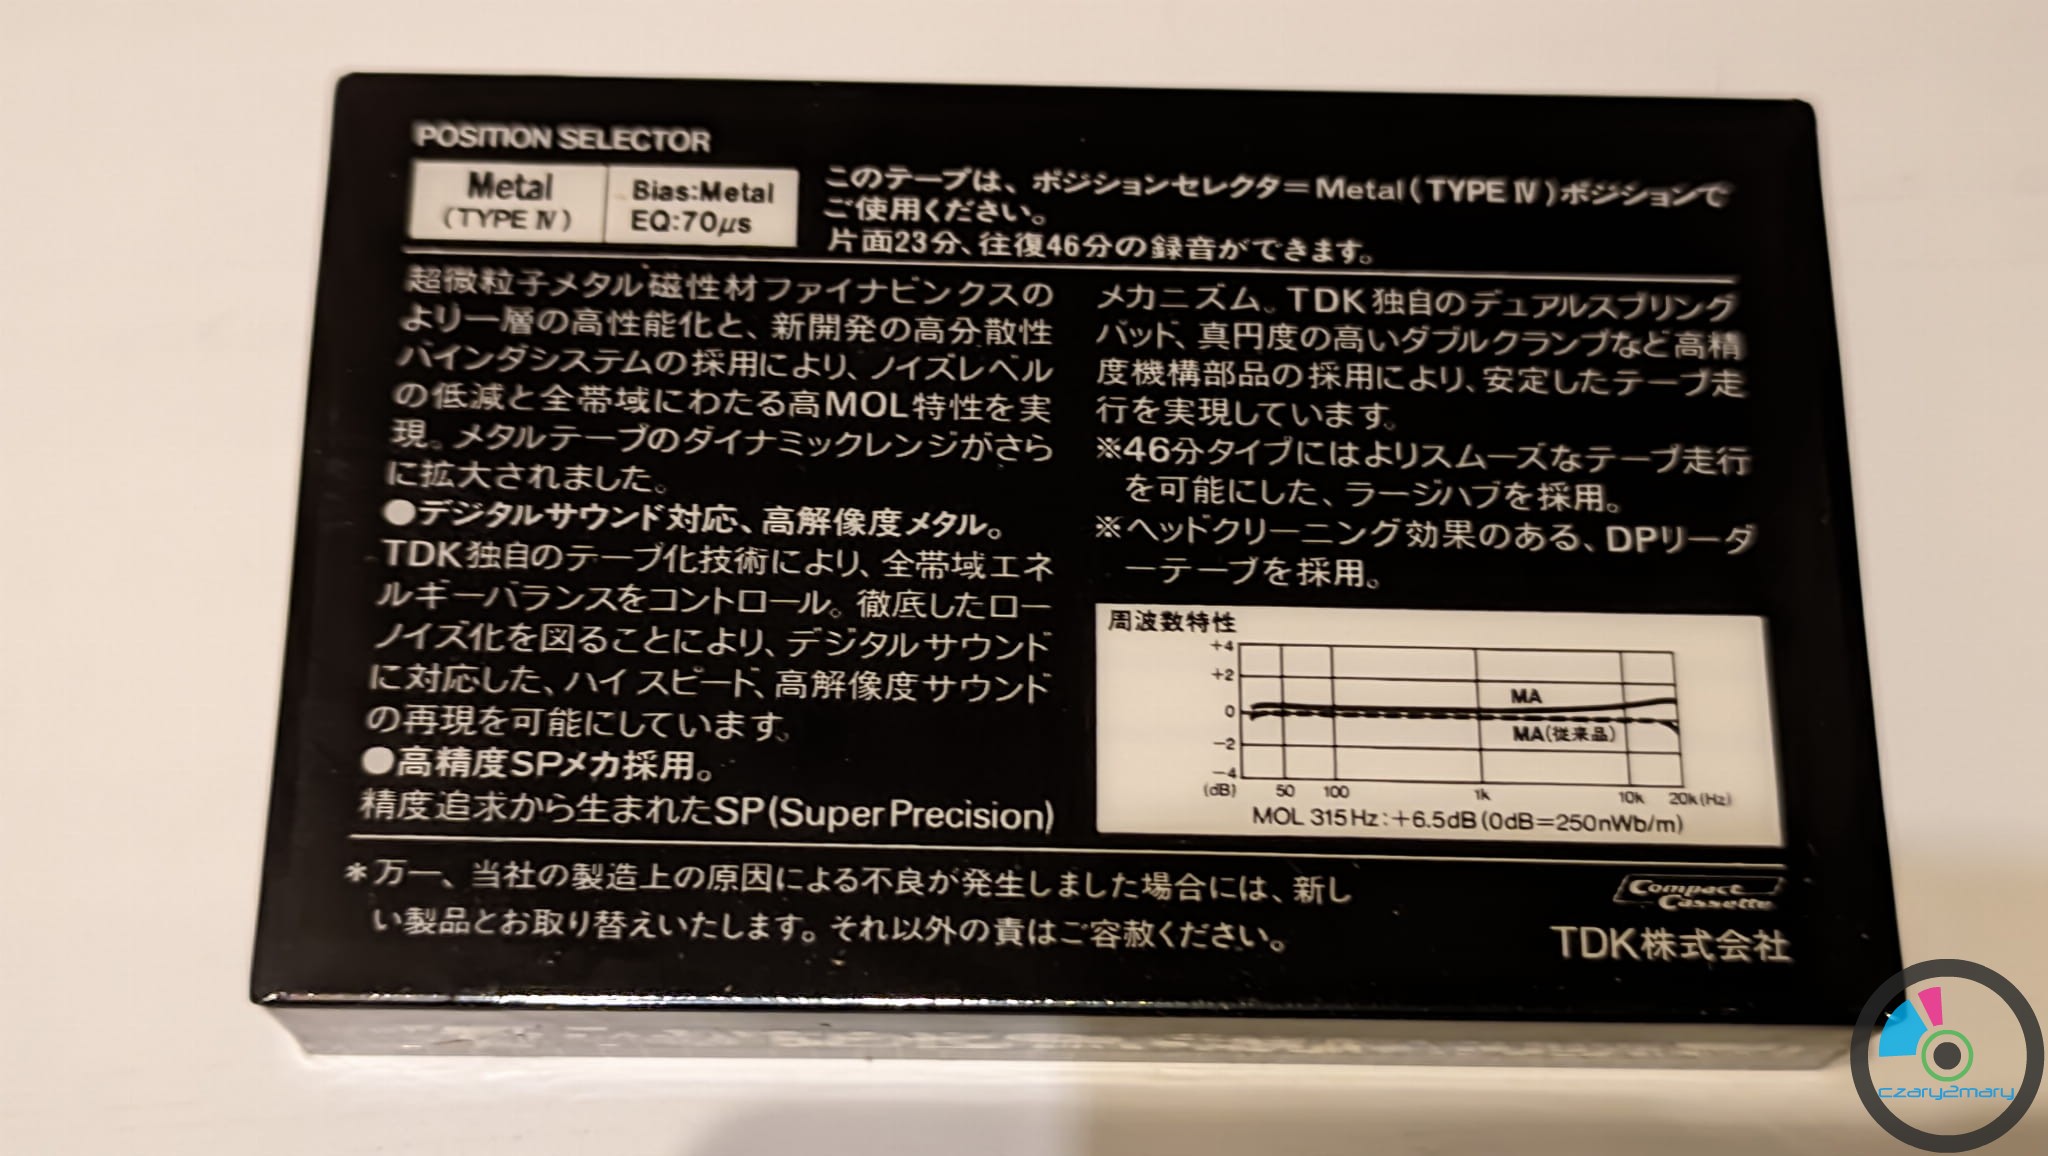 POSITION SELECTOR
Metal
(TYPE Ⅳ)
Bias:Metal
EQ:70μs
このテープは、ポジションセレクタ=Metal(TYPE Ⅳ)ポジションで
ご使用ください。
片面23分、往復46分の録音ができます。
超微粒子メタル磁性材ファイナビンクスの
より一層の高性能化と、新開発の高分散性
バインダシステムの採用により、ノイズレベル
の低減と全帯域にわたる高MOL特性を実
現。メタルテープのダイナミックレンジがさら
に拡大されました。
●デジタルサウンド対応、高解像度メタル。
TDK独自のテープ化技術により、全帯域エネ
ルギーバランスをコントロール。徹底したロー
ノイズ化を図ることにより、デジタルサウンド
に対応した、ハイスピード、高解像度サウンド
の再現を可能にしています。
●高精度SPメカ採用。
精度追求から生まれたSP(Super Precision)
メカニズム。TDK独自のデュアルスプリング
パッド、真円度の高いダブルクランプなど高精
度機構部品の採用により、安定したテープ走
行を実現しています。
※46分タイプにはよりスムーズなテープ走行
を可能にした、ラージハブを採用。
※ヘッドクリーニング効果のある、DPリーダ
ーテープを採用。
周波数特性
+4
+2
0
-2
-4
MA
MA(従来品)
(dB) 50 100 1k 10k 20k(Hz)
MOL 315Hz:+6.5dB(0dB=250nWb/m)
*万一、当社の製造上の原因による不良が発生しました場合には、新し
い製品とお取り替えいたします。それ以外の責はご容赦ください。
Compact
Cassette
TDK株式会社
czary2mary